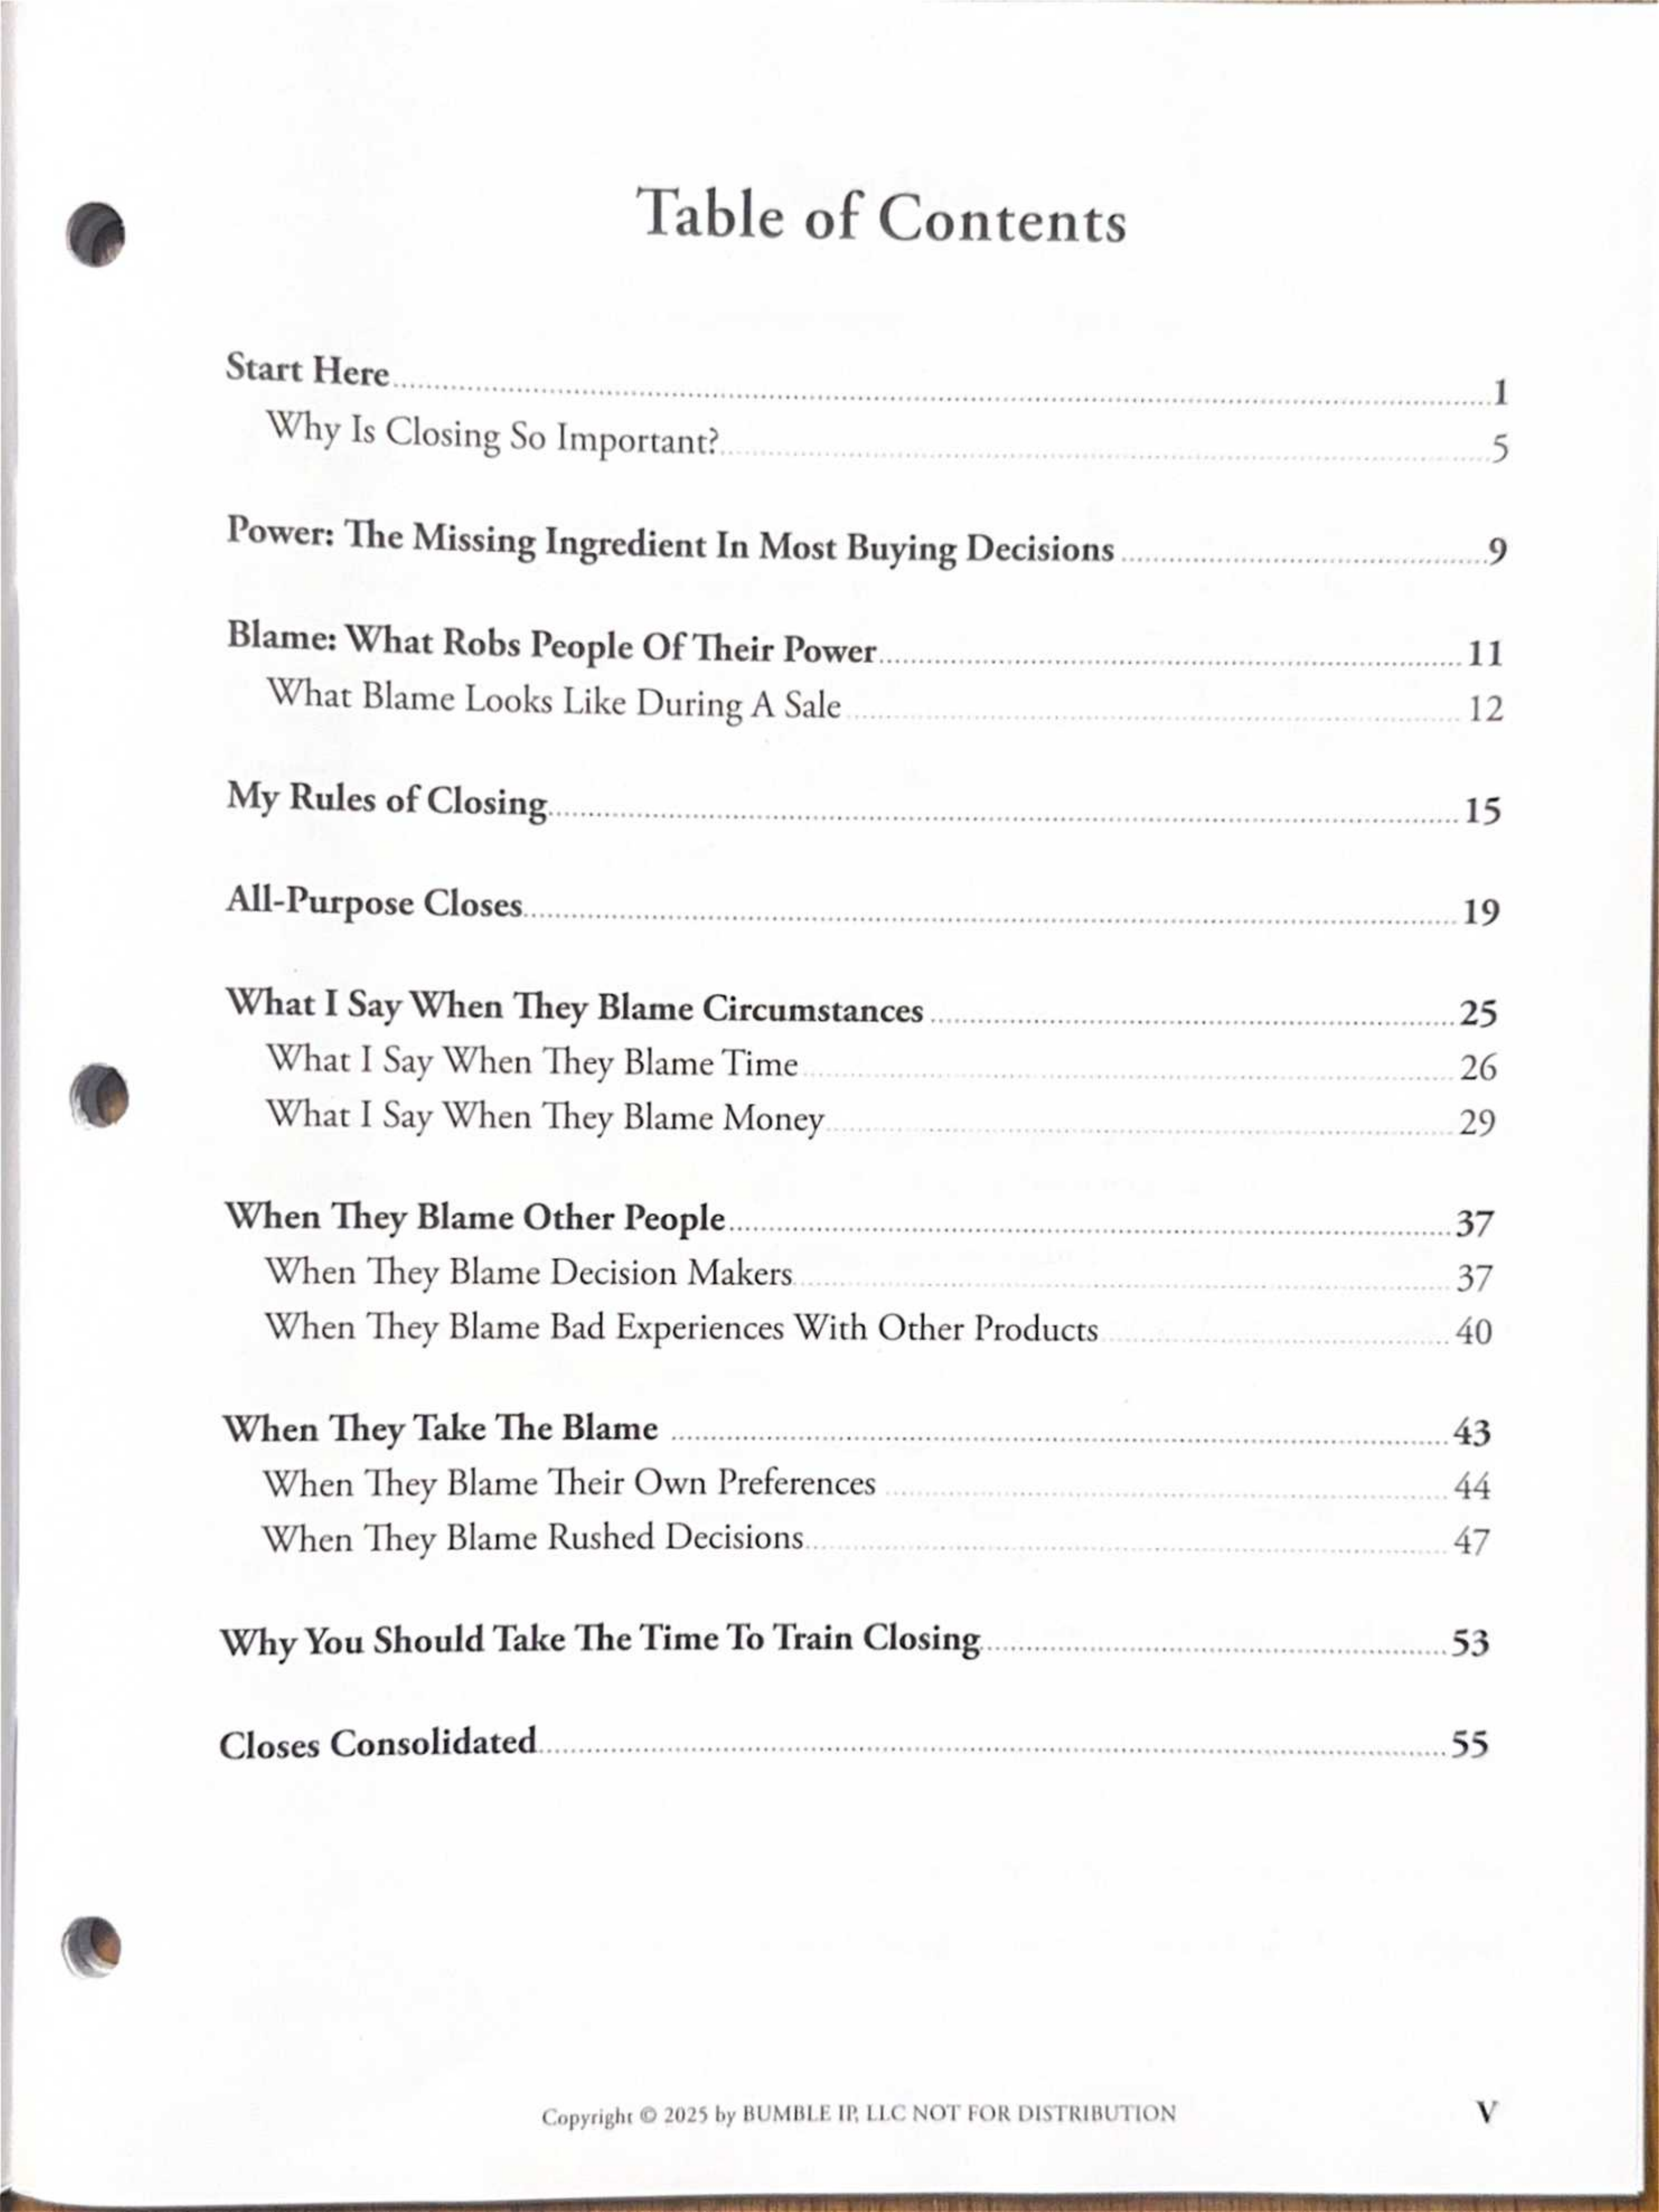 Table of Contents
Start Here 1
Why Is Closing So Important? 5
Power: The Missing Ingredient In Most Buying Decisions 9
Blame: What Robs People Of Their Power 11
What Blame Looks Like During A Sale 12
My Rules of Closing 15
All-Purpose Closes 19
What I Say When They Blame Circumstances 25
What I Say When They Blame Time 26
What I Say When They Blame Money 29
When They Blame Other People 37
When They Blame Decision Makers 37
When They Blame Bad Experiences With Other Products 40
When They Take The Blame 43
When They Blame Their Own Preferences 44
When They Blame Rushed Decisions 47
Why You Should Take The Time To Train Closing 53
Closes Consolidated 55
Copyright © 2025 by BUMBLE IP, LLC NOT FOR DISTRIBUTION V